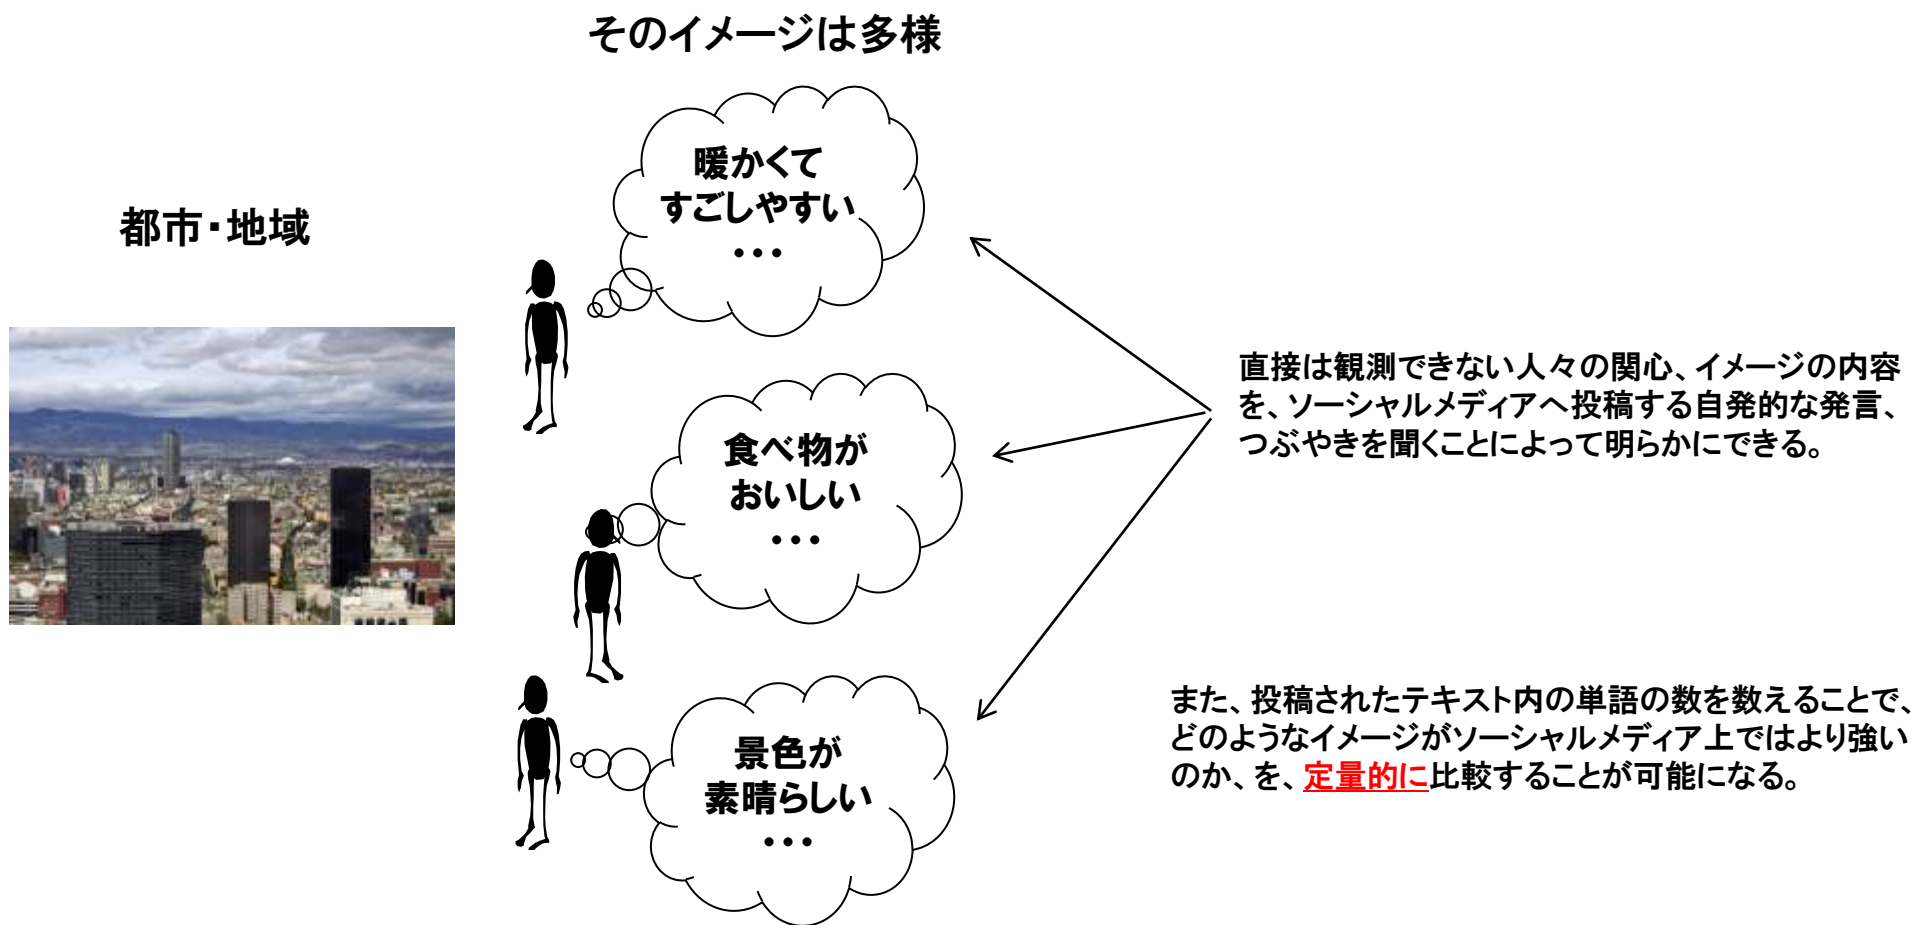 そのイメージは多様
都市・地域
暖かくて
すごしやすい
・・・
食べ物が
おいしい
・・・
景色が
素晴らしい
・・・
直接は観測できない人々の関心、イメージの内容
を、ソーシャルメディアへ投稿する自発的な発言、
つぶやきを聞くことによって明らかにできる。
また、投稿されたテキスト内の単語の数を数えることで、
どのようなイメージがソーシャルメディア上ではより強い
のか、を、定量的に比較することが可能になる。